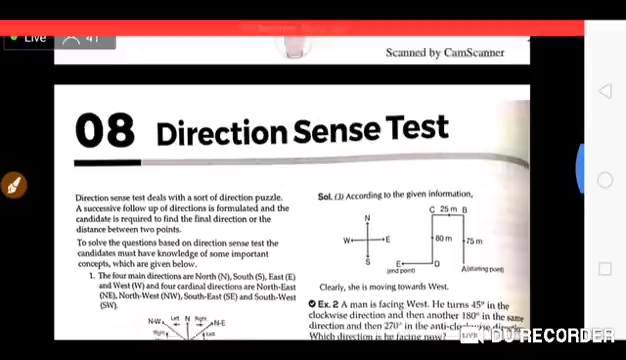 Live 41
Scanned by CamScanner
08 Direction Sense Test
Direction sense test deals with a sort of direction puzzle.
A successive follow up of directions is formulated and the
candidate is required to find the final direction or the
distance between two points.
To solve the questions based on direction sense test the
candidates must have knowledge of some important
concepts, which are given below.
1. The four main directions are North (N), South (S), East (E)
and West (W) and four cardinal directions are North-East
(NE), North-West (NW), South-East (SE) and South-West
(SW).
N-W Left N Right N-E
Right Left
Sol. (3) According to the given information,
N
W E
S
C 25 m B
80 m 75 m
E D
(end point) A(starting point)
Clearly, she is moving towards West.
Ex. 2 A man is facing West. He turns 45° in the
clockwise direction and then another 180° in the same
direction and then 270° in the anti-clockwise direction.
Which direction is he facing now?
LIVE DU RECORDER